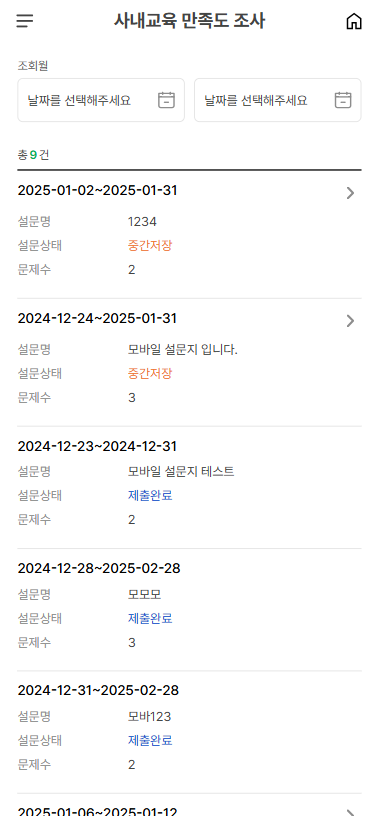 사내교육 만족도 조사
조회월
날짜를 선택해주세요 날짜를 선택해주세요
총 9 건
2025-01-02~2025-01-31
설문명 1234
설문상태 중간저장
문제수 2
2024-12-24~2025-01-31
설문명 모바일 설문지 입니다.
설문상태 중간저장
문제수 3
2024-12-23~2024-12-31
설문명 모바일 설문지 테스트
설문상태 제출완료
문제수 2
2024-12-28~2025-02-28
설문명 모모모
설문상태 제출완료
문제수 3
2024-12-31~2025-02-28
설문명 모바123
설문상태 제출완료
문제수 2
2025-01-06~2025-01-12